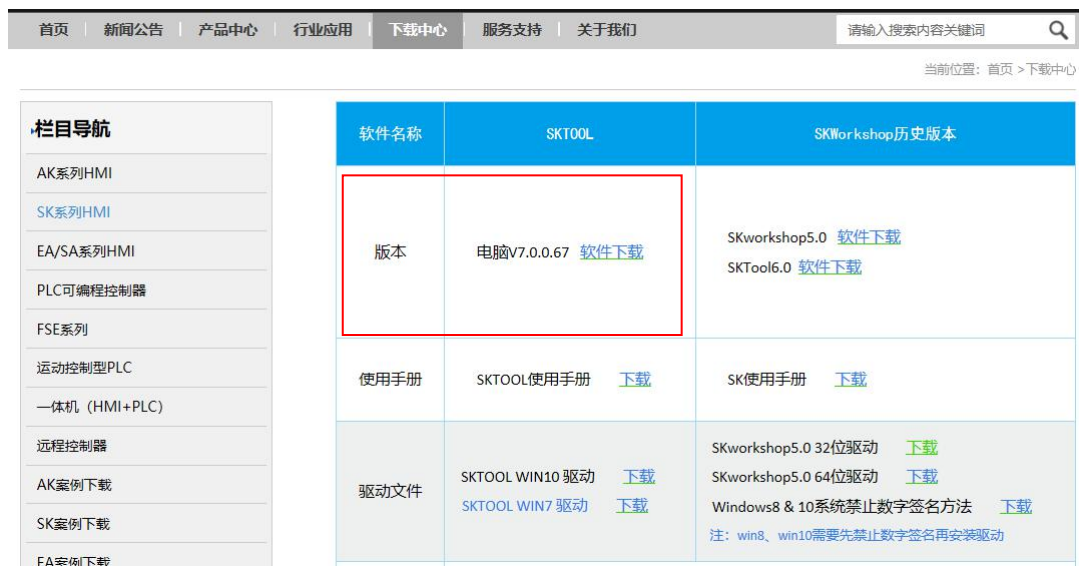 首页 新闻公告 产品中心 行业应用 下载中心 服务支持 关于我们 请输入搜索内容关键词
当前位置：首页 >下载中心
栏目导航
AK系列HMI
SK系列HMI
EA/SA系列HMI
PLC可编程控制器
FSE系列
运动控制型PLC
一体机（HMI+PLC）
远程控制器
AK案例下载
SK案例下载
EA案例下载
软件名称 SKTOOL SKWorkshop历史版本
版本 电脑V7.0.0.67 软件下载
SKworkshop5.0 软件下载
SKTool6.0 软件下载
使用手册 SKTOOL使用手册 下载 SK使用手册 下载
驱动文件
SKTOOL WIN10 驱动 下载
SKTOOL WIN7 驱动 下载
SKworkshop5.0 32位驱动 下载
SKworkshop5.0 64位驱动 下载
Windows8 & 10系统禁止数字签名方法 下载
注：win8、win10需要先禁止数字签名再安装驱动